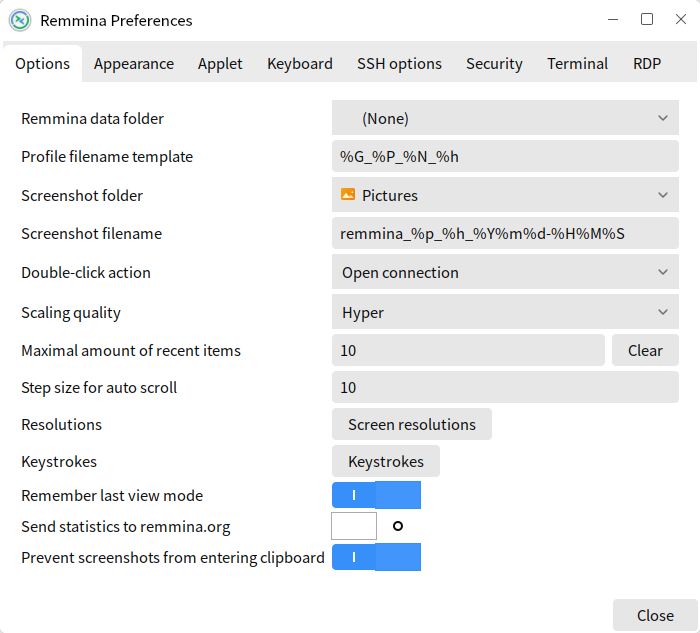 Remmina Preferences
Options Appearance Applet Keyboard SSH options Security Terminal RDP
Remmina data folder (None)
Profile filename template %G_%P_%N_%h
Screenshot folder Pictures
Screenshot filename remmina_%p_%h_%Y%m%d-%H%M%S
Double-click action Open connection
Scaling quality Hyper
Maximal amount of recent items 10 Clear
Step size for auto scroll 10
Resolutions Screen resolutions
Keystrokes Keystrokes
Remember last view mode
Send statistics to remmina.org
Prevent screenshots from entering clipboard
Close